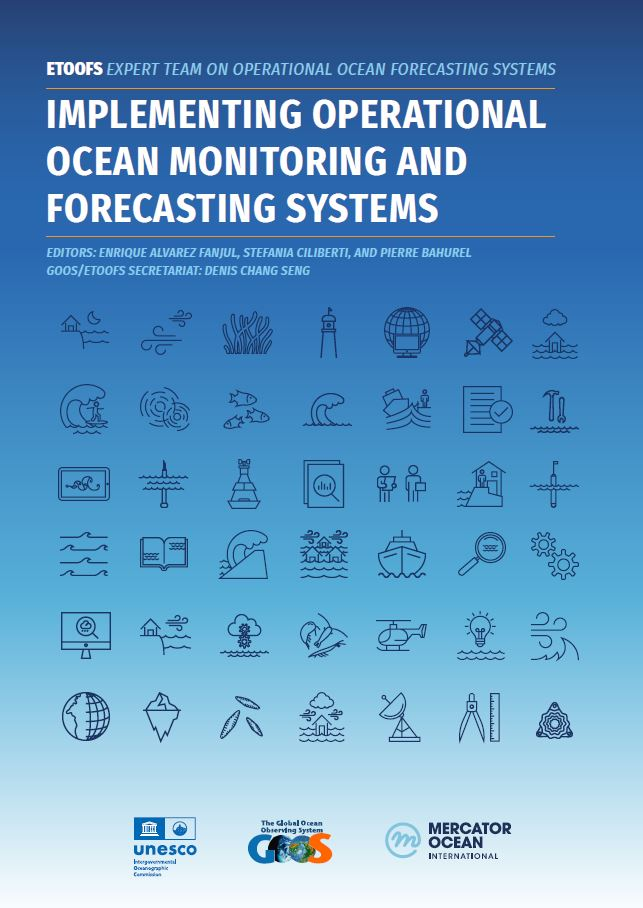 ETOOFS EXPERT TEAM ON OPERATIONAL OCEAN FORECASTING SYSTEMS
IMPLEMENTING OPERATIONAL
OCEAN MONITORING AND
FORECASTING SYSTEMS
EDITORS: ENRIQUE ALVAREZ FANJUL, STEFANIA CILIBERTI, AND PIERRE BAHUREL
GOOS/ETOOFS SECRETARIAT: DENIS CHANG SENG
unesco
Intergovernmental
Oceanographic
Commission
The Global Ocean
Observing System
GOOS
MERCATOR
OCEAN
INTERNATIONAL